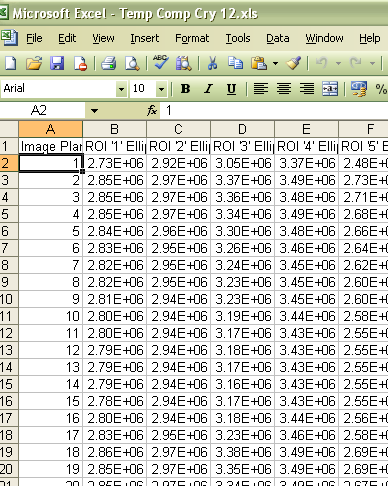 Microsoft Excel - Temp Comp Cry 12.xls
File Edit View Insert Format Tools Data Window Help
Arial 10 B I U $ %
A2 fx 1
A B C D E F
1 Image Plan ROI '1' Ellip ROI '2' Ellip ROI '3' Ellip ROI '4' Ellip ROI '5' E
2 1 2.73E+06 2.92E+06 3.05E+06 3.37E+06 2.48E+0
3 2 2.85E+06 2.97E+06 3.37E+06 3.49E+06 2.73E+0
4 3 2.85E+06 2.97E+06 3.36E+06 3.48E+06 2.71E+0
5 4 2.85E+06 2.97E+06 3.34E+06 3.49E+06 2.68E+0
6 5 2.84E+06 2.96E+06 3.30E+06 3.48E+06 2.66E+0
7 6 2.83E+06 2.95E+06 3.26E+06 3.46E+06 2.64E+0
8 7 2.82E+06 2.95E+06 3.24E+06 3.45E+06 2.62E+0
9 8 2.82E+06 2.95E+06 3.23E+06 3.45E+06 2.60E+0
10 9 2.81E+06 2.94E+06 3.23E+06 3.45E+06 2.60E+0
11 10 2.80E+06 2.94E+06 3.19E+06 3.44E+06 2.58E+0
12 11 2.80E+06 2.94E+06 3.17E+06 3.43E+06 2.55E+0
13 12 2.79E+06 2.94E+06 3.18E+06 3.43E+06 2.55E+0
14 13 2.79E+06 2.94E+06 3.17E+06 3.43E+06 2.55E+0
15 14 2.79E+06 2.94E+06 3.16E+06 3.43E+06 2.55E+0
16 15 2.78E+06 2.94E+06 3.17E+06 3.43E+06 2.55E+0
17 16 2.80E+06 2.94E+06 3.18E+06 3.44E+06 2.56E+0
18 17 2.83E+06 2.95E+06 3.23E+06 3.46E+06 2.58E+0
19 18 2.86E+06 2.97E+06 3.38E+06 3.49E+06 2.69E+0
20 19 2.85E+06 2.97E+06 3.35E+06 3.49E+06 2.69E+0
21 20 2.85E+06 2.97E+06 3.34E+06 3.49E+06 2.67E+0